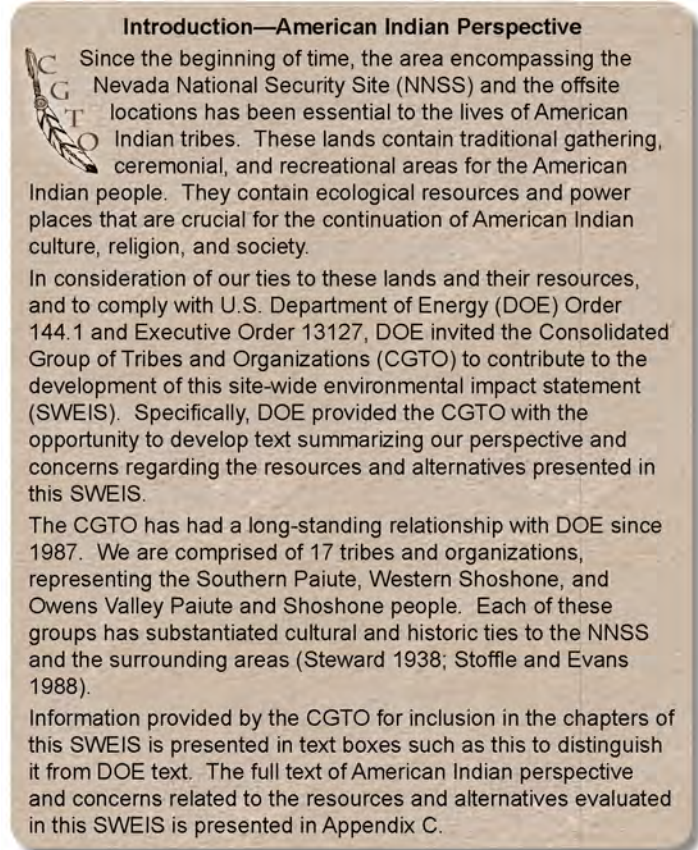 Introduction—American Indian Perspective
Since the beginning of time, the area encompassing the
Nevada National Security Site (NNSS) and the offsite
locations has been essential to the lives of American
Indian tribes. These lands contain traditional gathering,
ceremonial, and recreational areas for the American
Indian people. They contain ecological resources and power
places that are crucial for the continuation of American Indian
culture, religion, and society.
C
G
T
O
In consideration of our ties to these lands and their resources,
and to comply with U.S. Department of Energy (DOE) Order
144.1 and Executive Order 13127, DOE invited the Consolidated
Group of Tribes and Organizations (CGTO) to contribute to the
development of this site-wide environmental impact statement
(SWEIS). Specifically, DOE provided the CGTO with the
opportunity to develop text summarizing our perspective and
concerns regarding the resources and alternatives presented in
this SWEIS.
The CGTO has had a long-standing relationship with DOE since
1987. We are comprised of 17 tribes and organizations,
representing the Southern Paiute, Western Shoshone, and
Owens Valley Paiute and Shoshone people. Each of these
groups has substantiated cultural and historic ties to the NNSS
and the surrounding areas (Steward 1938; Stoffle and Evans
1988).
Information provided by the CGTO for inclusion in the chapters of
this SWEIS is presented in text boxes such as this to distinguish
it from DOE text. The full text of American Indian perspective
and concerns related to the resources and alternatives evaluated
in this SWEIS is presented in Appendix C.